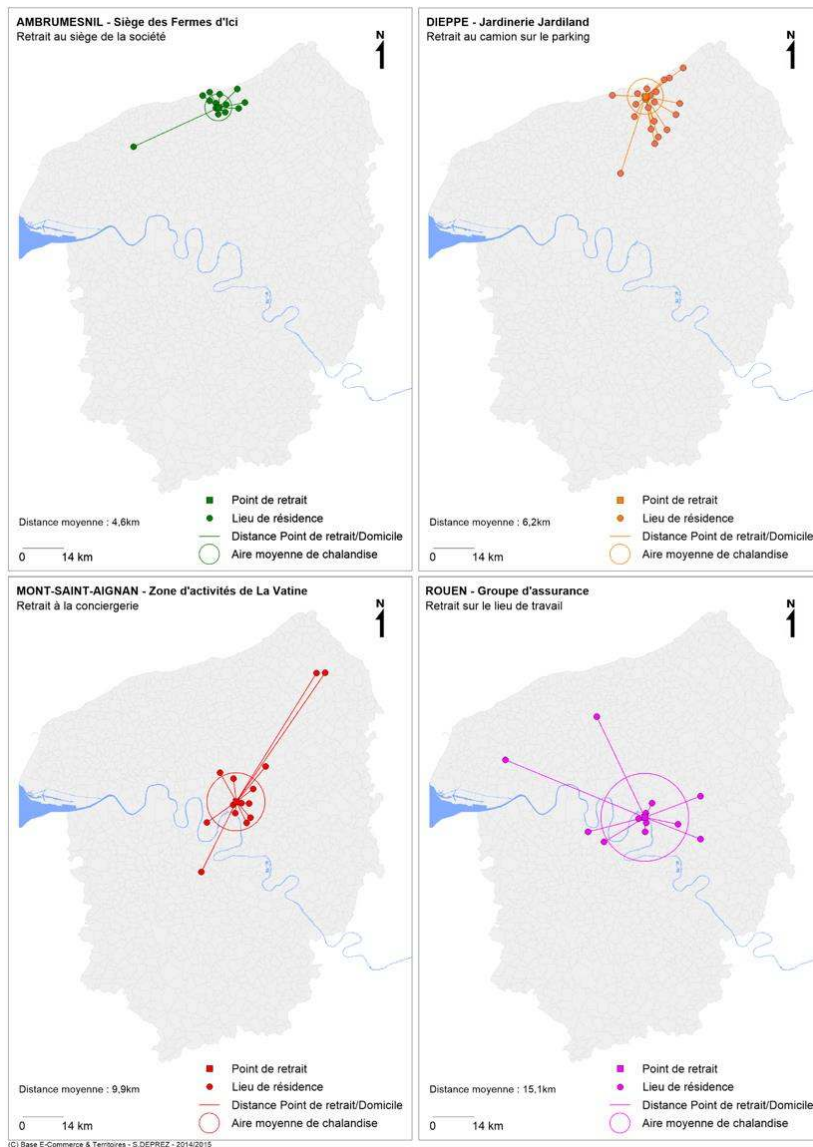 AMBRUMESNIL - Siège des Fermes d'Ici
Retrait au siège de la société
N
Point de retrait
Lieu de résidence
Distance moyenne : 4,6km
Distance Point de retrait/Domicile
0 14 km
Aire moyenne de chalandise
DIEPPE - Jardinerie Jardiland
Retrait au camion sur le parking
N
Point de retrait
Lieu de résidence
Distance moyenne : 6,2km
Distance Point de retrait/Domicile
0 14 km
Aire moyenne de chalandise
MONT-SAINT-AIGNAN - Zone d'activités de La Vatine
Retrait à la conciergerie
N
Point de retrait
Distance moyenne : 9,9km
Lieu de résidence
Distance Point de retrait/Domicile
0 14 km
Aire moyenne de chalandise
ROUEN - Groupe d'assurance
Retrait sur le lieu de travail
N
Point de retrait
Distance moyenne : 15,1km
Lieu de résidence
Distance Point de retrait/Domicile
0 14 km
Aire moyenne de chalandise
(C) Base E-Commerce & Territoires - S.DEPREZ - 2014/2015